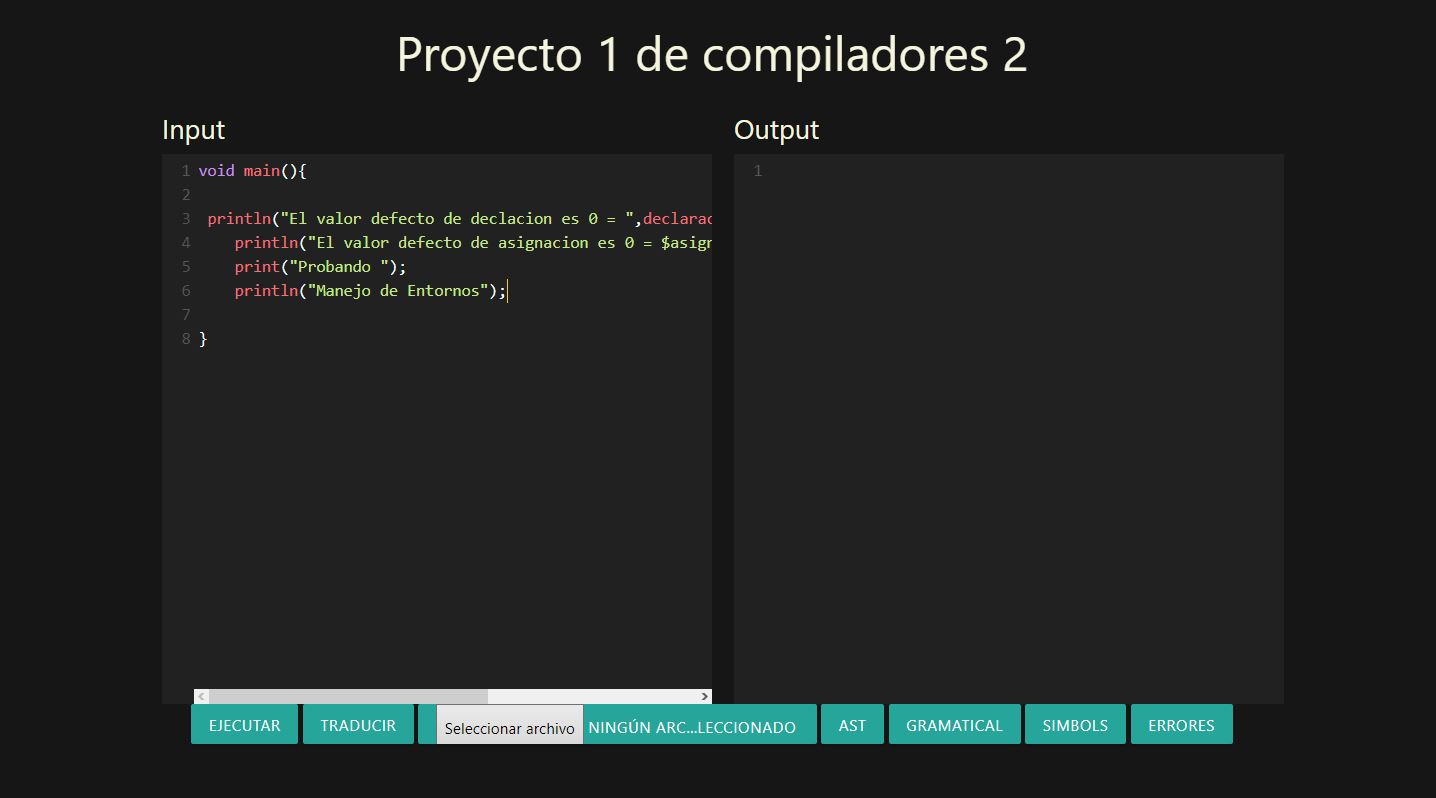 Proyecto 1 de compiladores 2
Input
1 void main(){
2
3 println("El valor defecto de declacion es 0 = ",declarac
4 println("El valor defecto de asignacion es 0 = $asign
5 print("Probando ");
6 println("Manejo de Entornos");
7
8 }
Output
1
EJECUTAR TRADUCIR Seleccionar archivo NINGÚN ARC...LECCIONADO AST GRAMATICAL SIMBOLS ERRORES